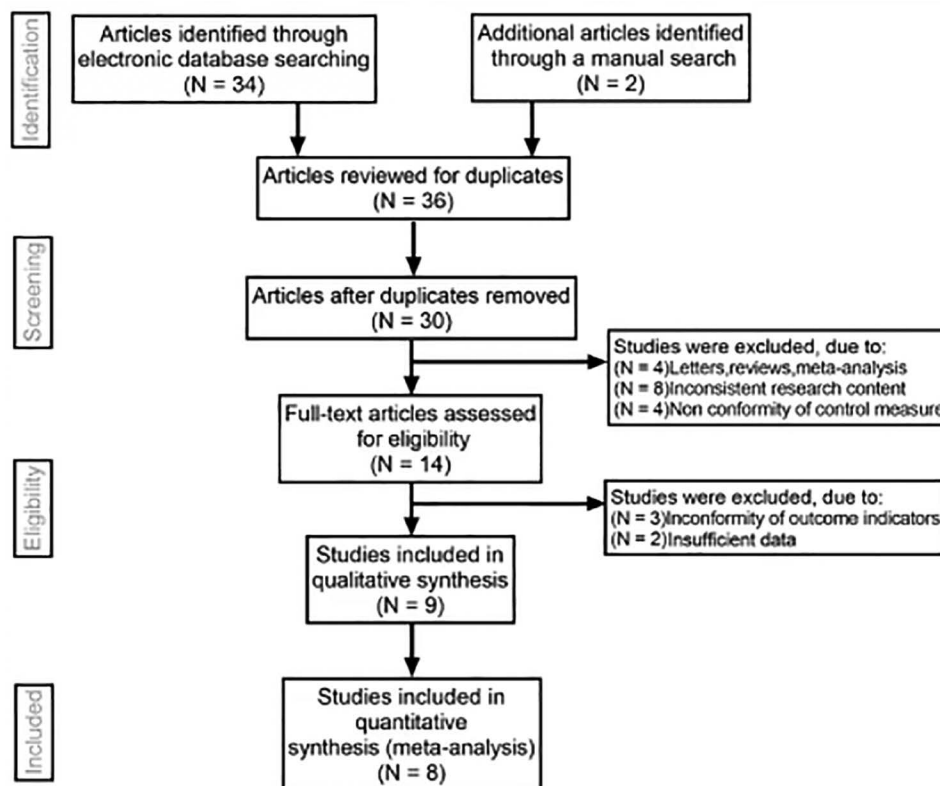 Identification
Articles identified through
electronic database searching
(N = 34)
Additional articles identified
through a manual search
(N = 2)
Articles reviewed for duplicates
(N = 36)
Screening
Articles after duplicates removed
(N = 30)
Studies were excluded, due to:
(N = 4)Letters,reviews,meta-analysis
(N = 8)Inconsistent research content
(N = 4)Non conformity of control measure
Full-text articles assessed
for eligibility
(N = 14)
Eligibility
Studies were excluded, due to:
(N = 3)Inconformity of outcome indicators
(N = 2)Insufficient data
Studies included in
qualitative synthesis
(N = 9)
Included
Studies included in
quantitative
synthesis (meta-analysis)
(N = 8)